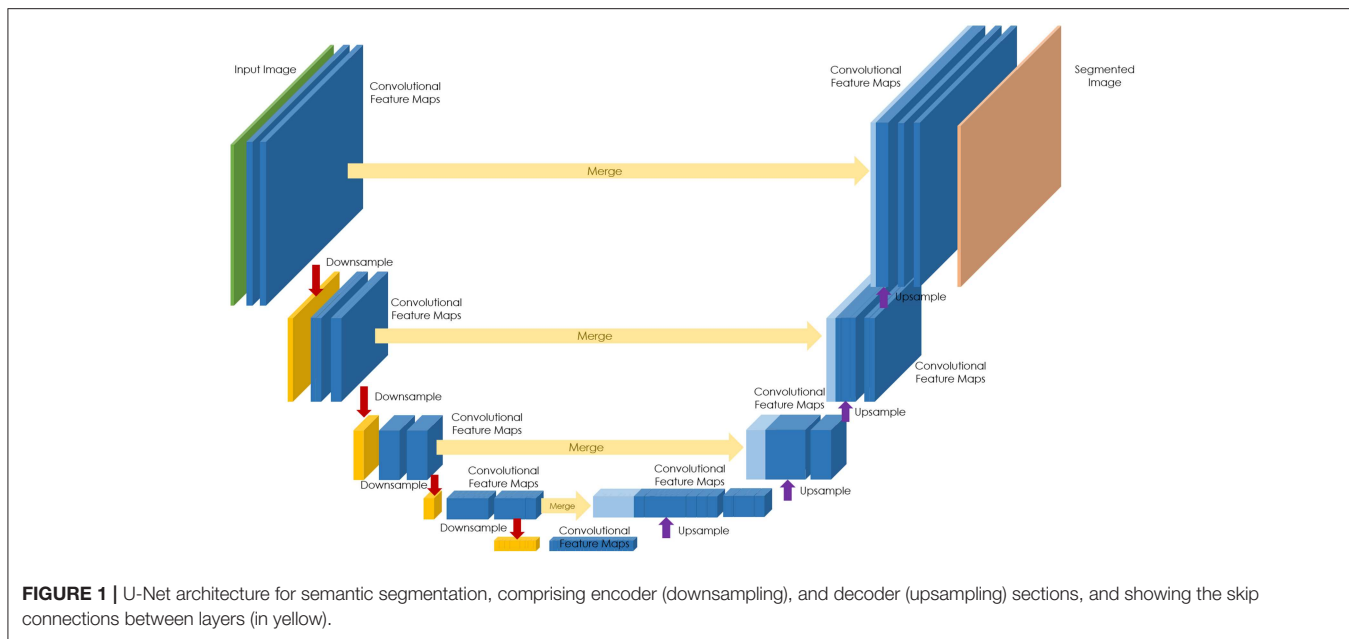 Input Image
Convolutional
Feature Maps
Convolutional
Feature Maps
Segmented
Image
Merge
Downsample
Upsample
Convolutional
Feature Maps
Merge
Convolutional
Feature Maps
Downsample
Convolutional
Feature Maps
Upsample
Convolutional
Feature Maps
Merge
Downsample
Convolutional
Feature Maps
Convolutional
Feature Maps
Upsample
Merge
Downsample
Convolutional
Feature Maps
Upsample
FIGURE 1 | U-Net architecture for semantic segmentation, comprising encoder (downsampling), and decoder (upsampling) sections, and showing the skip
connections between layers (in yellow).